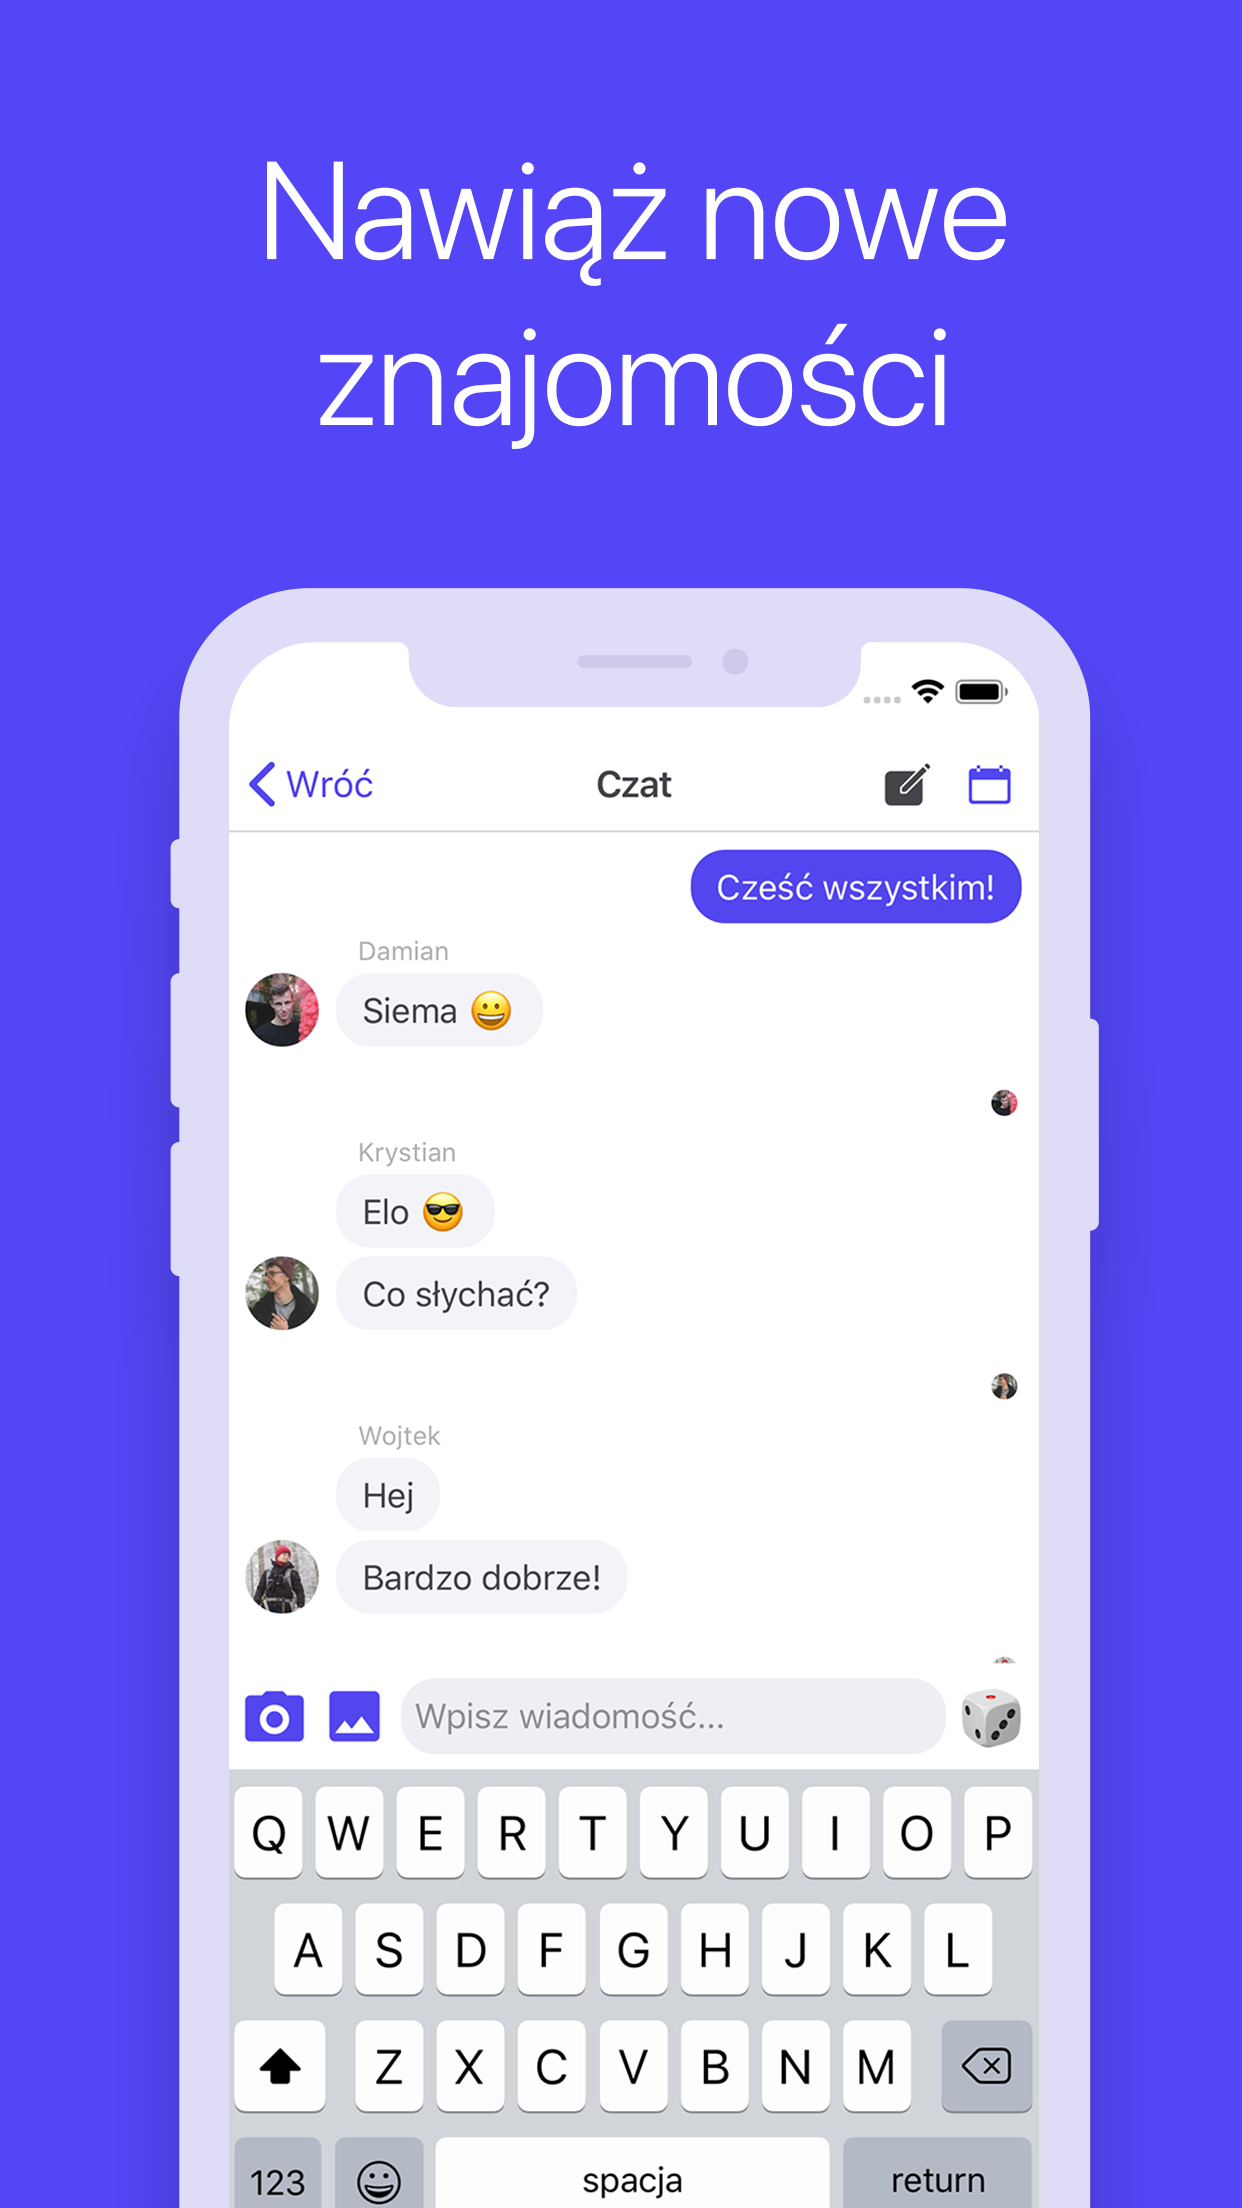 Nawiąż nowe
znajomości
Wróć
Czat
Cześć wszystkim!
Damian
Siema 😀
Krystian
Elo 😎
Co słychać?
Wojtek
Hej
Bardzo dobrze!
Wpisz wiadomość...
Q W E R T Y U I O P
A S D F G H J K L
Z X C V B N M
123 spacja return